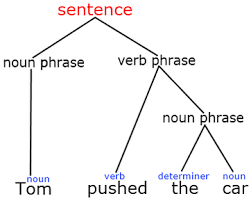 sentence
noun phrase verb phrase
noun phrase
noun verb determiner noun
Tom pushed the car